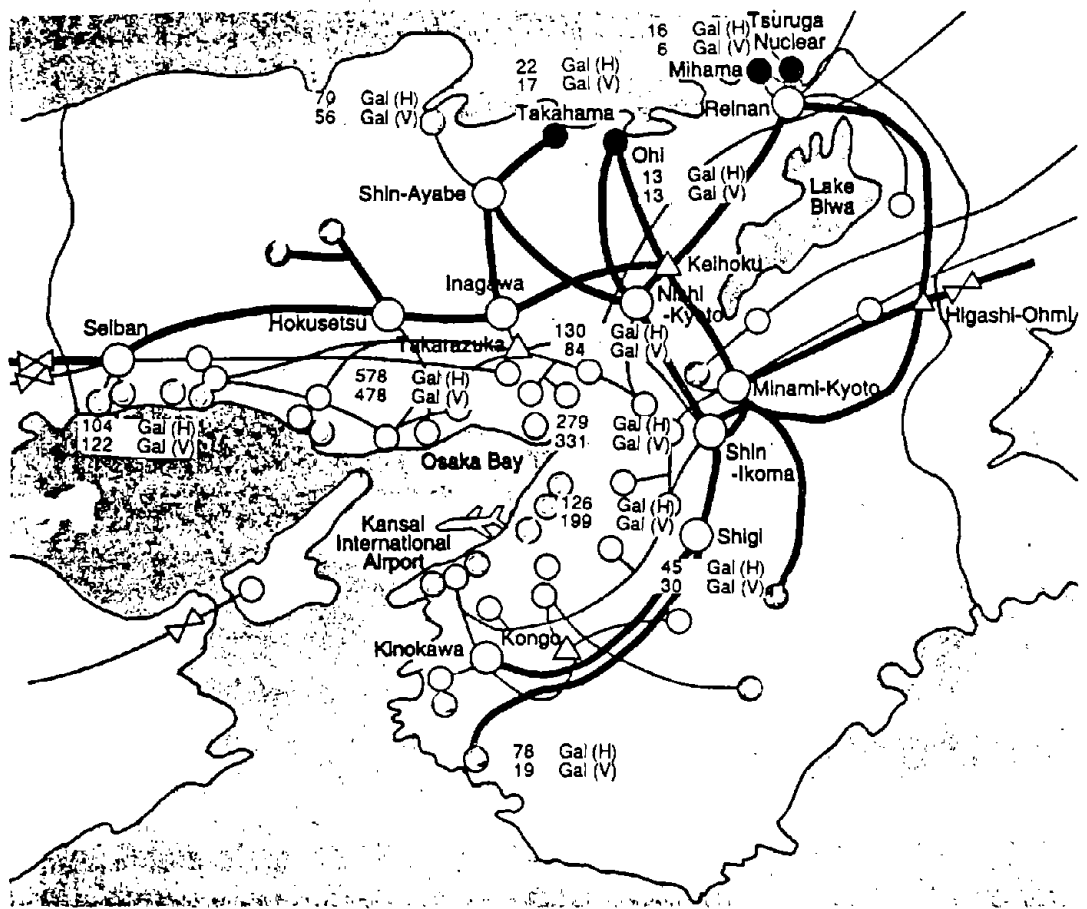 16 Gal (H)
6 Gal (V)
Tsuruga
Nuclear
Mihama
22 Gal (H)
17 Gal (V)
Takahama
70 Gal (H)
56 Gal (V)
Reinan
Ohi
13 Gal (H)
13 Gal (V)
Lake
Biwa
Shin-Ayabe
Keihoku
Inagawa
Nishi
-Kyoto
Hokusetsu
Higashi-Ohmi
Seiban
Takarazuka
130 Gal (H)
84 Gal (V)
578 Gal (H)
478 Gal (V)
Minami-Kyoto
104 Gal (H)
122 Gal (V)
279 Gal (H)
331 Gal (V)
Osaka Bay
Shin
-Ikoma
126 Gal (H)
199 Gal (V)
Kansai
International
Airport
Shigi
45 Gal (H)
30 Gal (V)
Kinokawa
Kongo
78 Gal (H)
19 Gal (V)